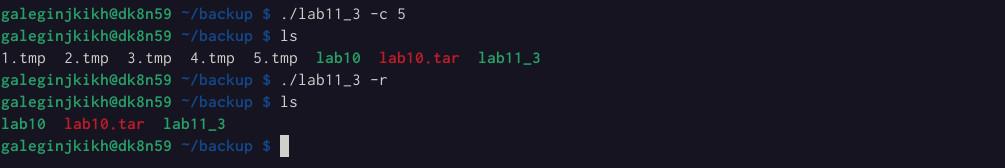 galeginjkikh@dk8n59 ~/backup $ ./lab11_3 -c 5
galeginjkikh@dk8n59 ~/backup $ ls
1.tmp  2.tmp  3.tmp  4.tmp  5.tmp  lab10  lab10.tar  lab11_3
galeginjkikh@dk8n59 ~/backup $ ./lab11_3 -r
galeginjkikh@dk8n59 ~/backup $ ls
lab10  lab10.tar  lab11_3
galeginjkikh@dk8n59 ~/backup $